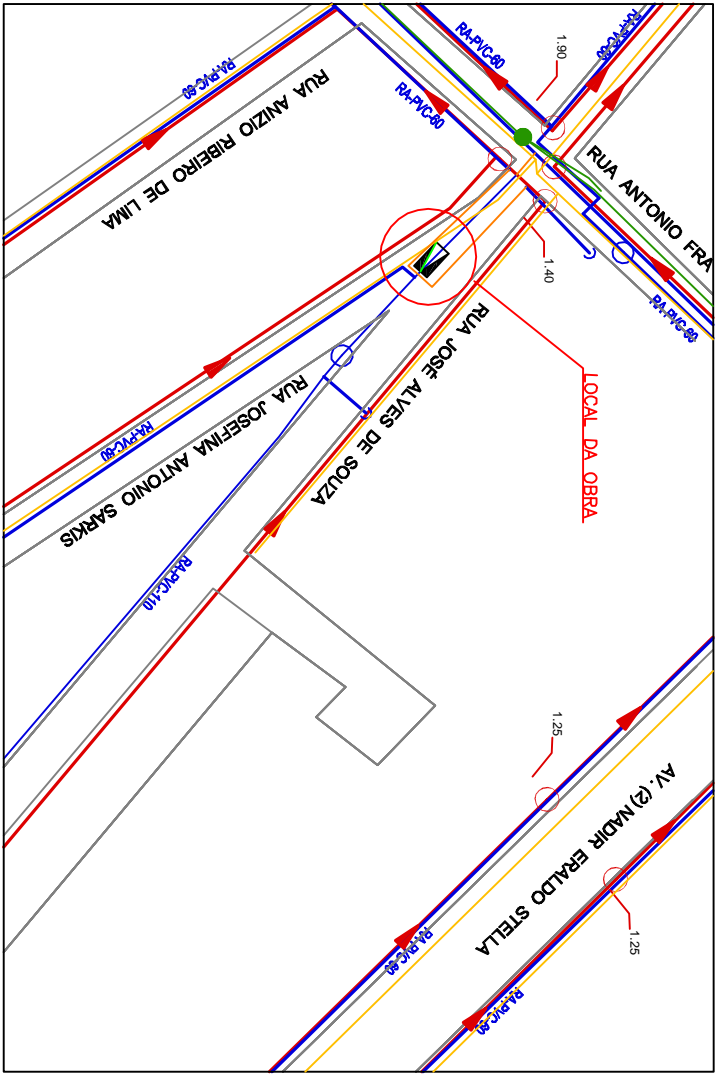 RA-PVC-60
RA-PVC-60
1.90
RA-PVC-60
RA-PVC-60
RUA ANIZIO RIBEIRO DE LIMA
RUA ANTONIO FRA
1.40
RA-PVC-60
RUA JOSÉ ALVES DE SOUZA
LOCAL DA OBRA
RUA JOSEFINA ANTONIO SARKIS
RA-PVC-60
RA-PVC-110
1.25
AV. (2) NADIR ERALDO STELLA
1.25
RA-PVC-60
RA-PVC-60